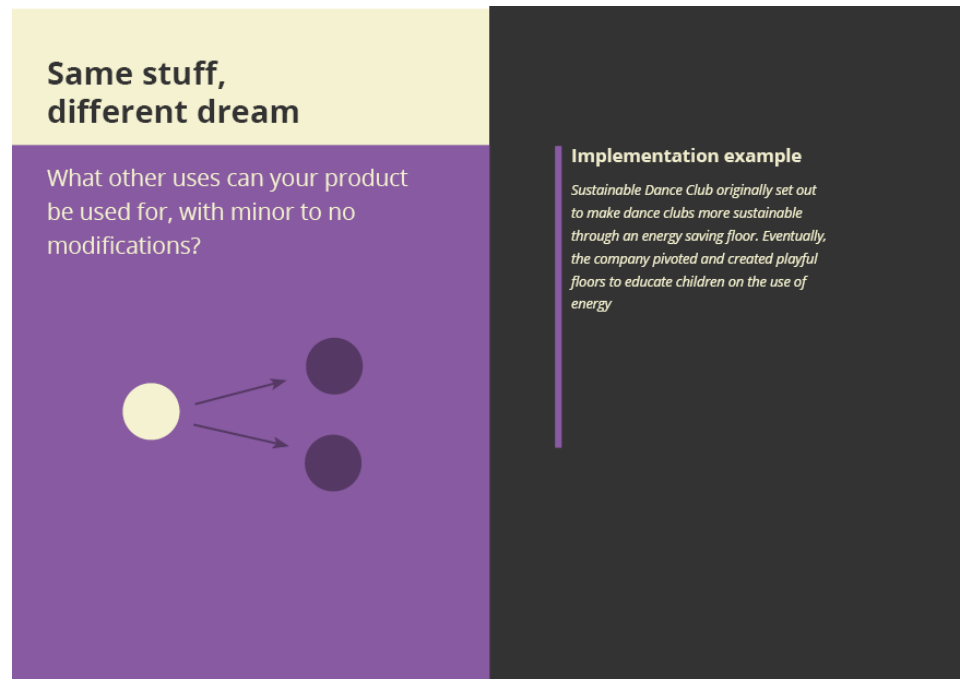 Same stuff,
different dream
What other uses can your product
be used for, with minor to no
modifications?
Implementation example
Sustainable Dance Club originally set out
to make dance clubs more sustainable
through an energy saving floor. Eventually,
the company pivoted and created playful
floors to educate children on the use of
energy